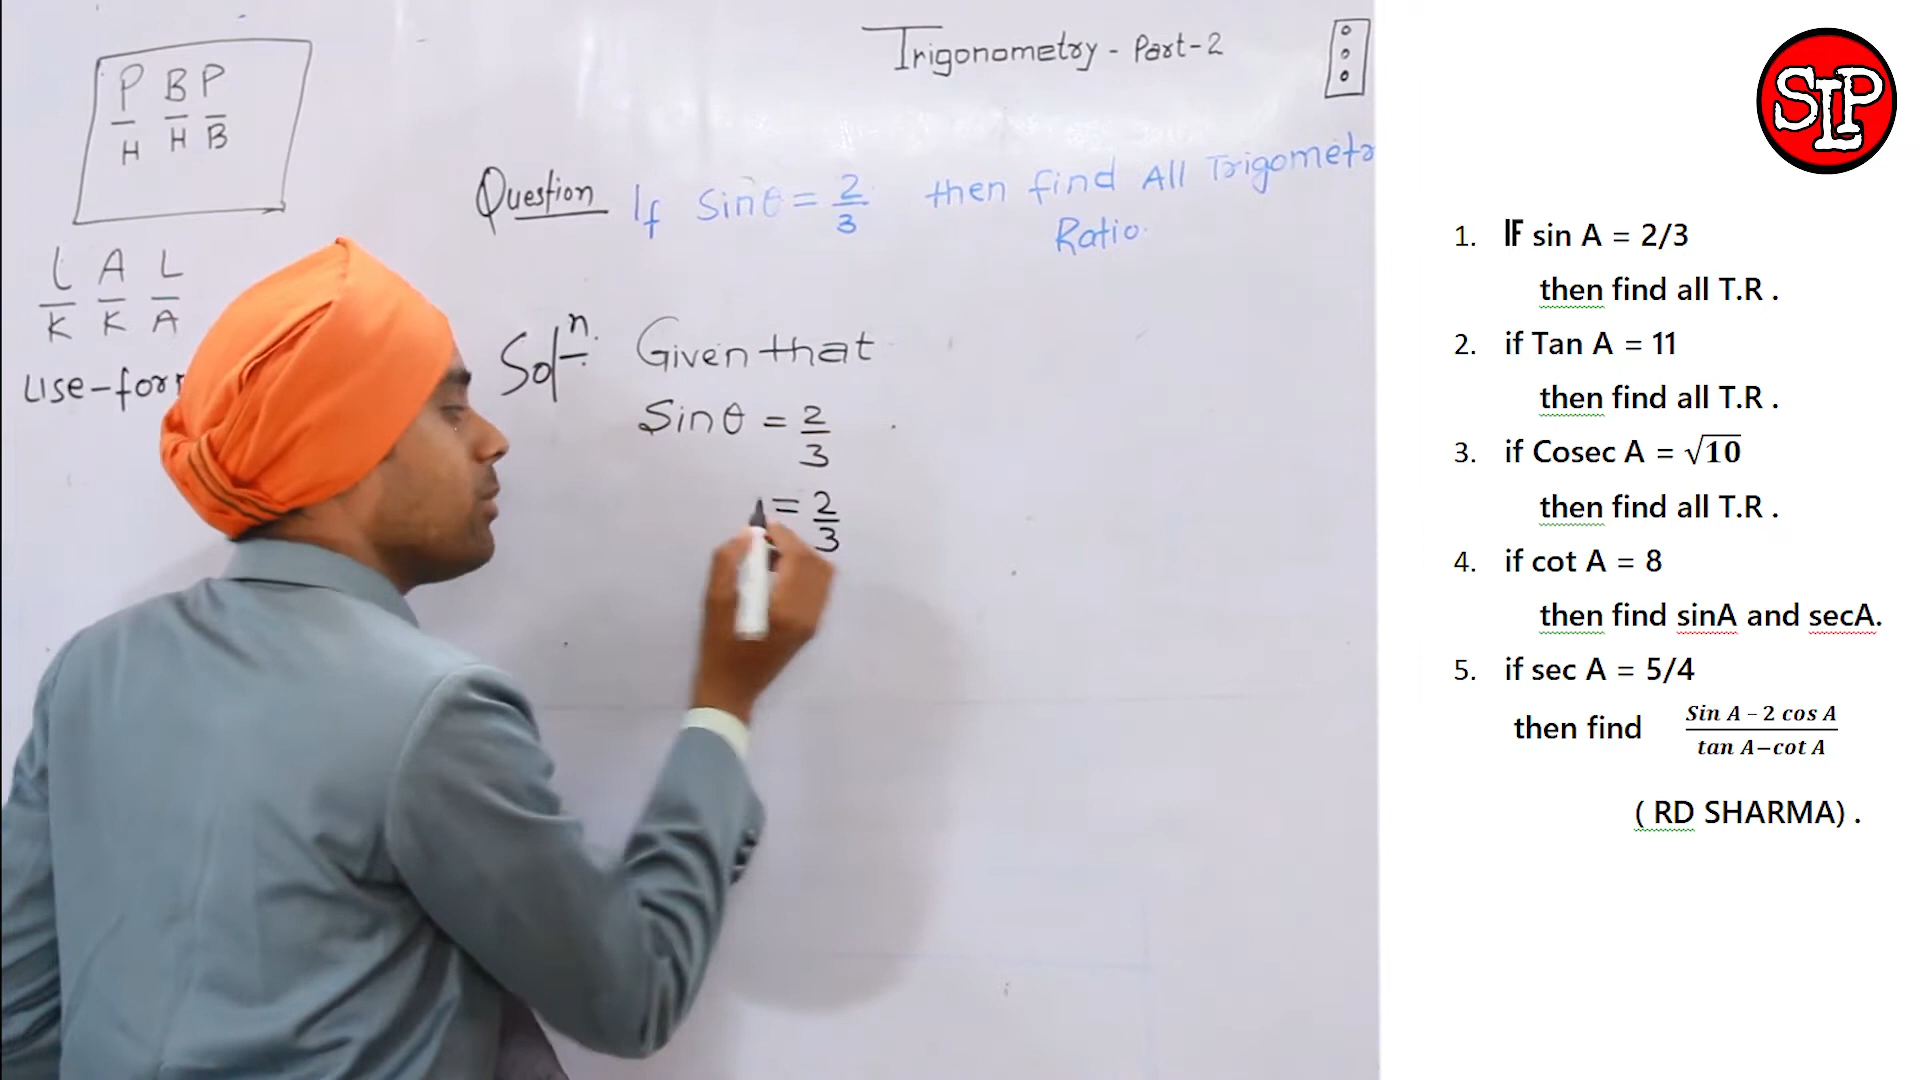 Trigonometry - Part-2
P B P
H H B
L A L
K K A
Question If Sinθ = 2/3 then find All Trigometr
Ratio.
Use-for
Solⁿ. Given that
Sinθ = 2/3
= 2/3
SLP
1. IF sin A = 2/3
then find all T.R .
2. if Tan A = 11
then find all T.R .
3. if Cosec A = √10
then find all T.R .
4. if cot A = 8
then find sinA and secA.
5. if sec A = 5/4
then find Sin A – 2 cos A
tan A–cot A
( RD SHARMA) .